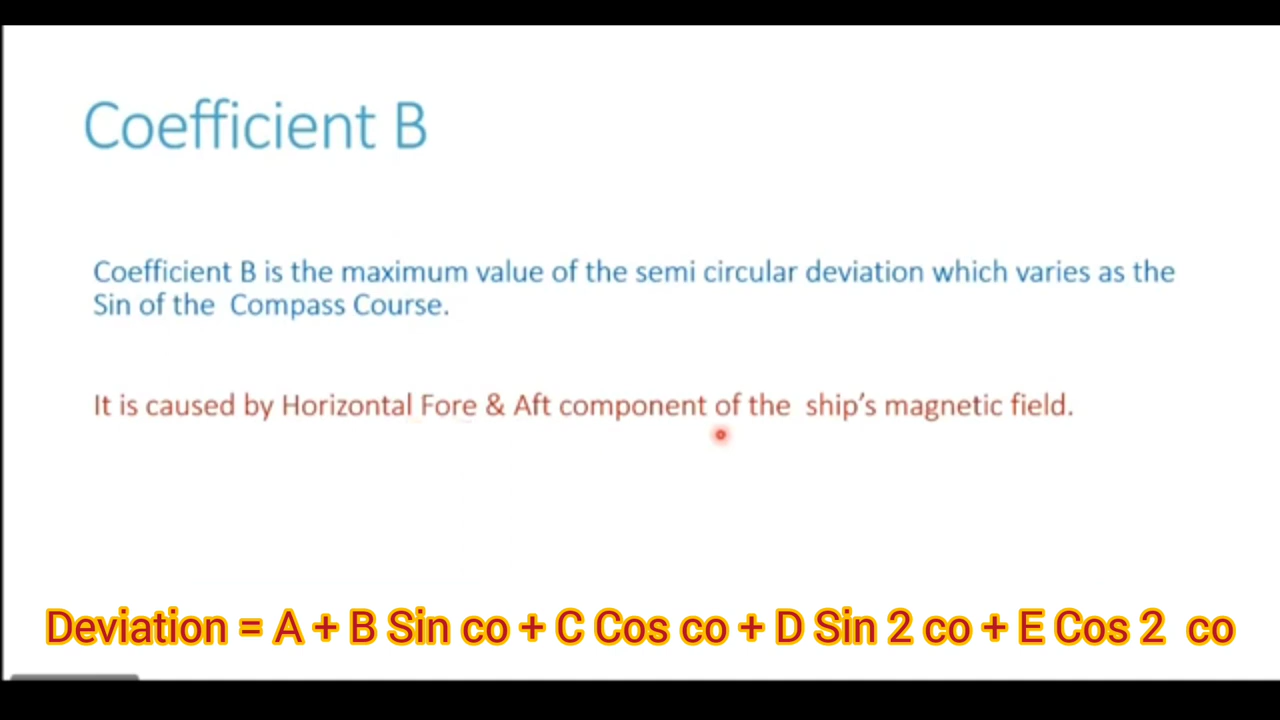 Coefficient B
Coefficient B is the maximum value of the semi circular deviation which varies as the
Sin of the Compass Course.
It is caused by Horizontal Fore & Aft component of the ship's magnetic field.
Deviation = A + B Sin co + C Cos co + D Sin 2 co + E Cos 2 co